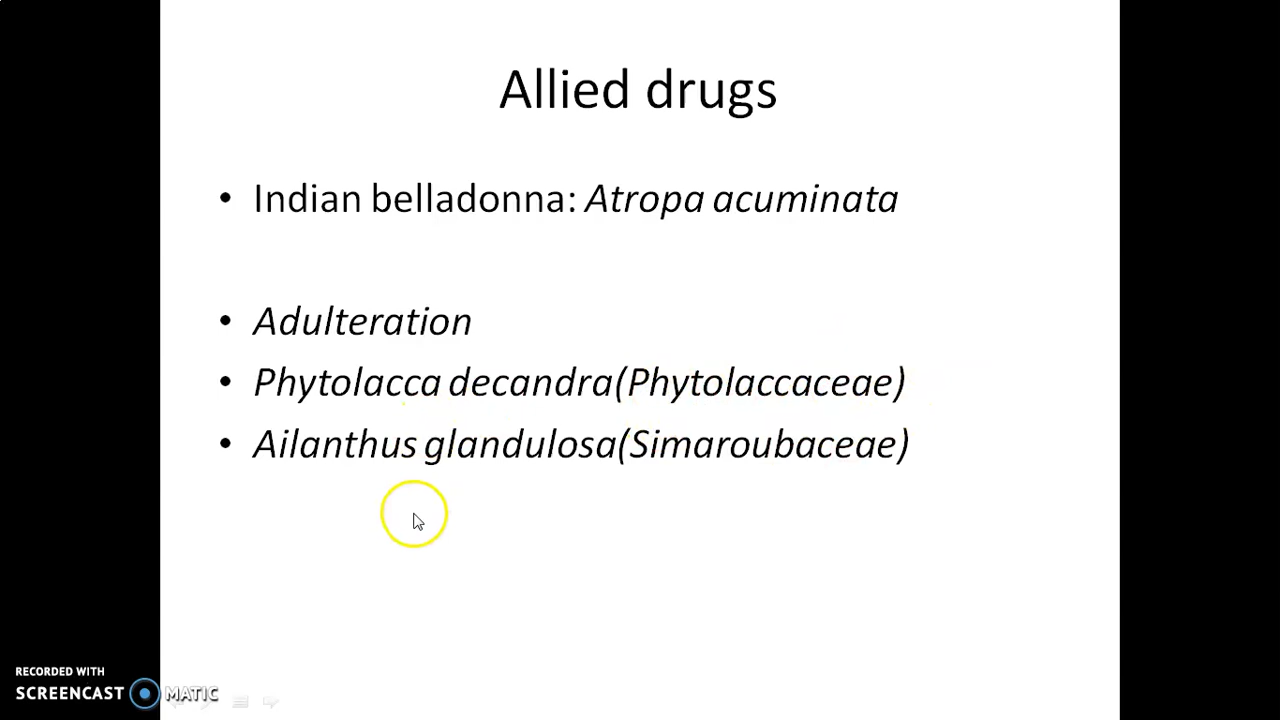 Allied drugs
• Indian belladonna: Atropa acuminata
• Adulteration
• Phytolacca decandra(Phytolaccaceae)
• Ailanthus glandulosa(Simaroubaceae)
RECORDED WITH
SCREENCAST MATIC